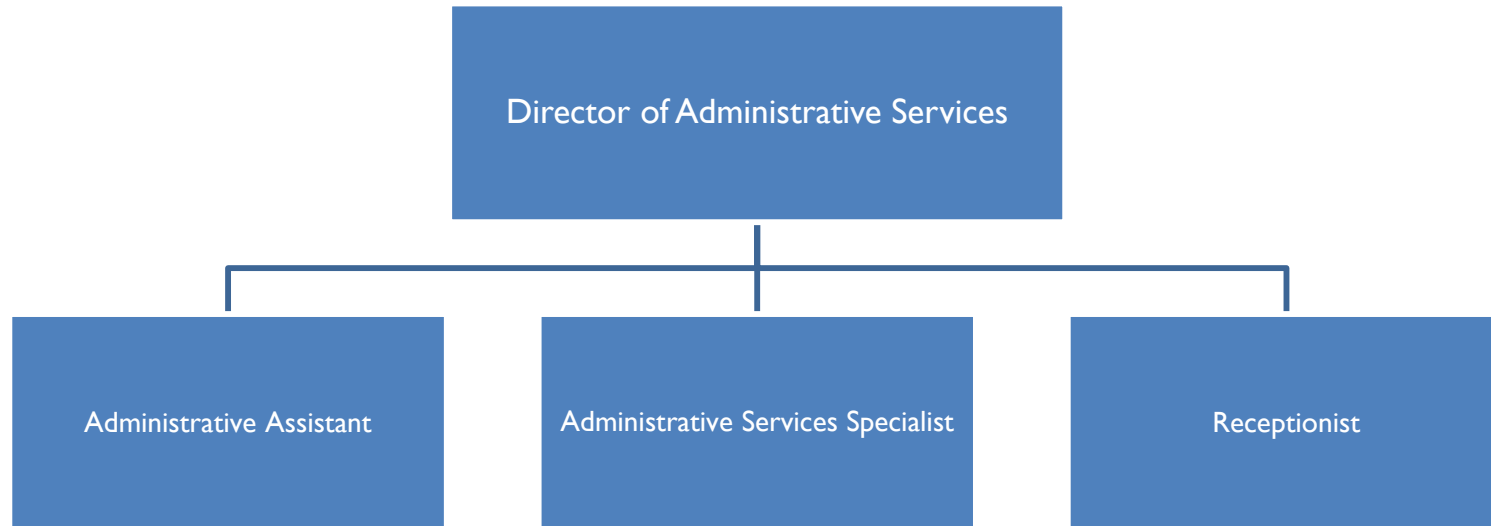 Director of Administrative Services
Administrative Assistant
Administrative Services Specialist
Receptionist